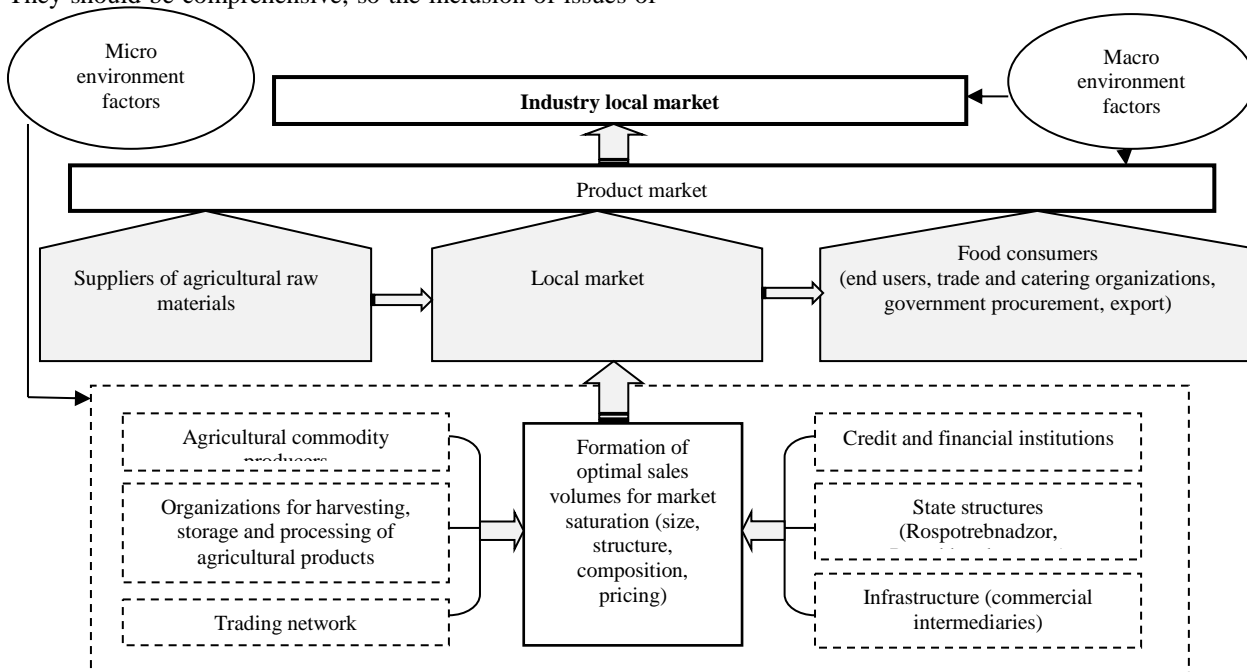 They should be comprehensive, so the inclusion of issues of
Micro
environment
factors
Macro
environment
factors
Industry local market
Product market
Suppliers of agricultural raw
materials
Local market
Food consumers
(end users, trade and catering organizations,
government procurement, export)
Agricultural commodity
producers
Organizations for harvesting,
storage and processing of
agricultural products
Trading network
Formation of
optimal sales
volumes for market
saturation (size,
structure,
composition,
pricing)
Credit and financial institutions
State structures
(Rospotrebnadzor,
Infrastructure (commercial
intermediaries)